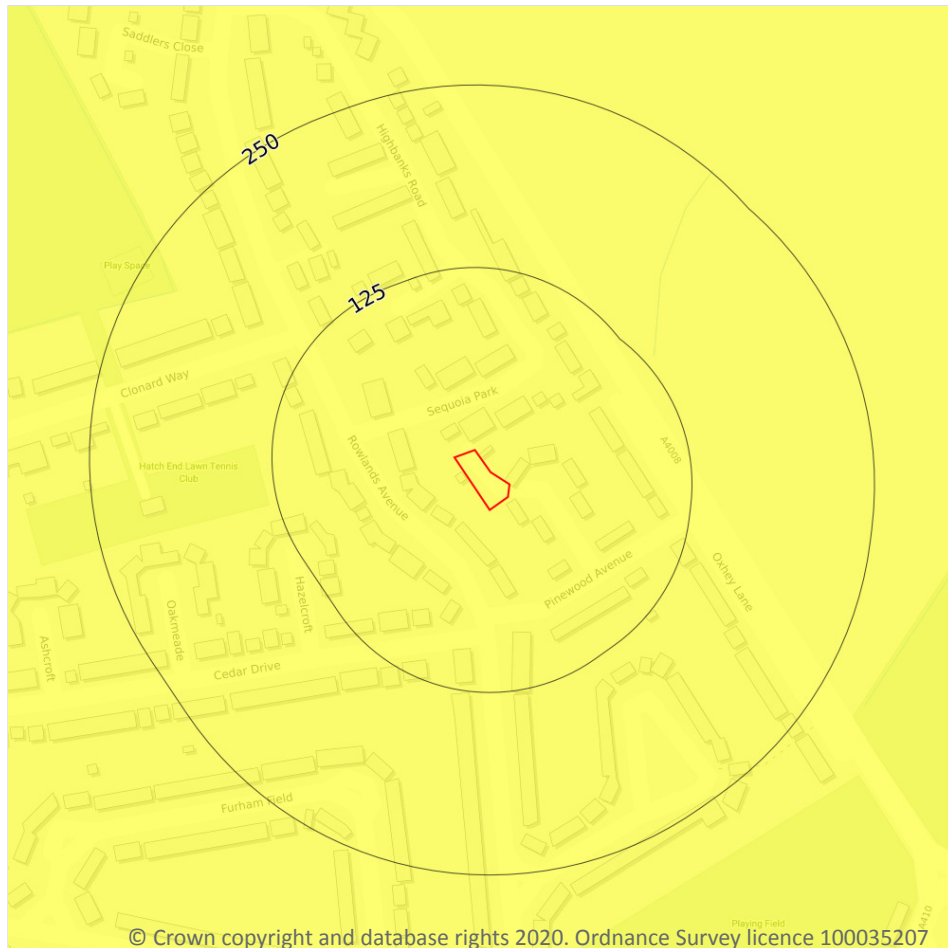 Saddlers Close
250
Highbanks Road
Play Space
125
Clonard Way
Sequoia Park
Rowlands Avenue
A4008
Hatch End Lawn Tennis
Club
Oxhey Lane
Pinewood Avenue
Hazelcroft
Oakmeade
Ashcroft
Cedar Drive
Furham Field
Playing Field
A410
© Crown copyright and database rights 2020. Ordnance Survey licence 100035207